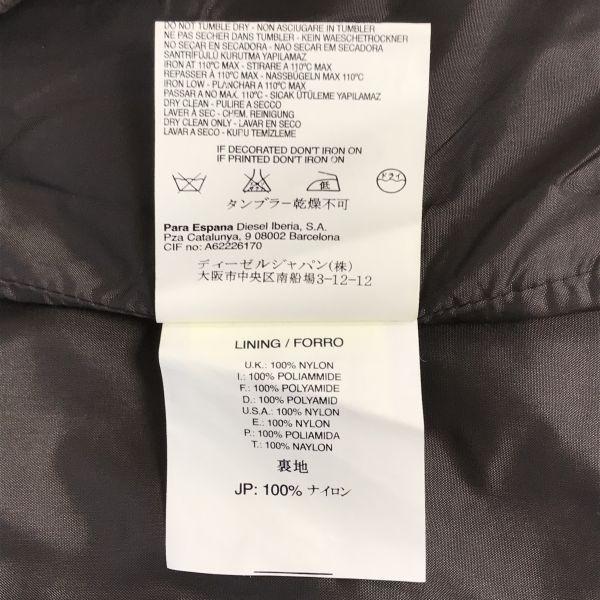 DO NOT TUMBLE DRY - NON ASCIUGARE IN TUMBLER
NE PAS SECHER DANS TUMBLER - KEIN WAESCHETROCKNER
NO SECAR EN SECADORA - NÃO SECAR EM SECADORA
SANTRİFÜJLÜ KURUTMA YAPILAMAZ
IRON AT 110°C MAX - STIRARE A 110°C MAX
REPASSER À 110°C MAX - NASSBÜGELN MAX 110°C
IRON LOW - PLANCHAR A 110°C MAX
PASSAR A NO MAX. 110°C - SICAK ÜTÜLEME YAPILAMAZ
DRY CLEAN - PULIRE A SECCO
LAVER À SEC - CHEM. REINIGUNG
DRY CLEAN ONLY - LAVAR EN SECO
LAVAR A SECO - KURU TEMİZLEME
IF DECORATED DON'T IRON ON
IF PRINTED DON'T IRON ON
低 ドライ
タンブラー乾燥不可
Para Espana Diesel Iberia, S.A.
Pza Catalunya, 9 08002 Barcelona
CIF no: A62226170
ディーゼルジャパン(株)
大阪市中央区南船場3-12-12
LINING / FORRO
U.K.: 100% NYLON
I.: 100% POLIAMMIDE
F.: 100% POLYAMIDE
D.: 100% POLYAMID
U.S.A.: 100% NYLON
E.: 100% NYLON
P.: 100% POLIAMIDA
T.: 100% NAYLON
裏地
JP: 100% ナイロン